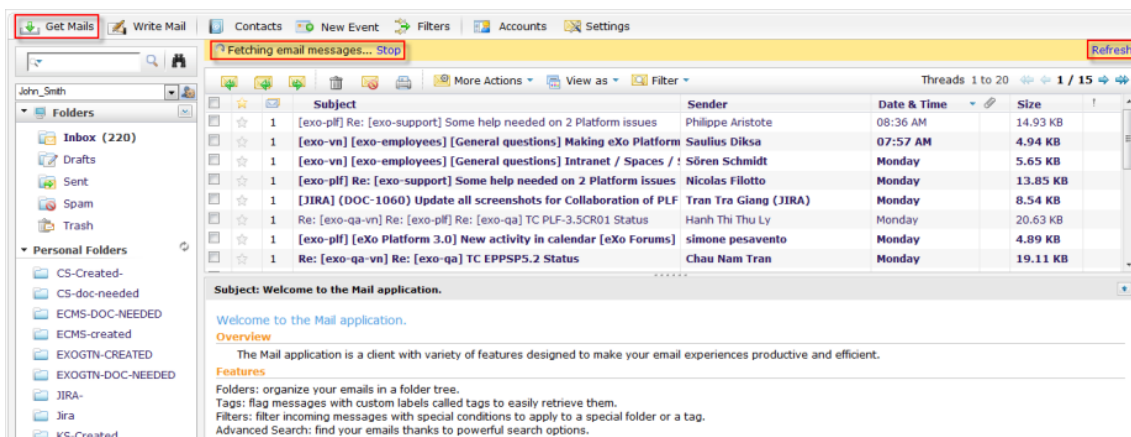 Get Mails Write Mail Contacts New Event Filters Accounts Settings
Fetching email messages... Stop Refresh
More Actions View as Filter Threads 1 to 20 1 / 15
John_Smith
Subject Sender Date & Time Size !
Folders
Inbox (220)
Drafts
Sent
Spam
Trash
Personal Folders
CS-Created-
CS-doc-needed
ECMS-DOC-NEEDED
ECMS-created
EXOGTN-CREATED
EXOGTN-DOC-NEEDED
JIRA-
Jira
KS-Created
1 [exo-plf] Re: [exo-support] Some help needed on 2 Platform issues Philippe Aristote 08:36 AM 14.93 KB
1 [exo-vn] [exo-employees] [General questions] Making eXo Platform Saulius Diksa 07:57 AM 4.94 KB
1 [exo-vn] [exo-employees] [General questions] Intranet / Spaces / Sören Schmidt Monday 5.65 KB
1 [exo-plf] Re: [exo-support] Some help needed on 2 Platform issues Nicolas Filotto Monday 13.85 KB
1 [JIRA] (DOC-1060) Update all screenshots for Collaboration of PLF Tran Tra Giang (JIRA) Monday 8.54 KB
1 Re: [exo-qa-vn] Re: [exo-plf] Re: [exo-qa] TC PLF-3.5CR01 Status Hanh Thi Thu Ly Monday 20.63 KB
1 [exo-plf] [eXo Platform 3.0] New activity in calendar [eXo Forums] simone pesavento Monday 4.89 KB
1 Re: [exo-qa-vn] Re: [exo-qa] TC EPPSP5.2 Status Chau Nam Tran Monday 19.11 KB
Subject: Welcome to the Mail application.
Welcome to the Mail application.
Overview
The Mail application is a client with variety of features designed to make your email experiences productive and efficient.
Features
Folders: organize your emails in a folder tree.
Tags: flag messages with custom labels called tags to easily retrieve them.
Filters: filter incoming messages with special conditions to apply to a special folder or a tag.
Advanced Search: find your emails thanks to powerful search options.